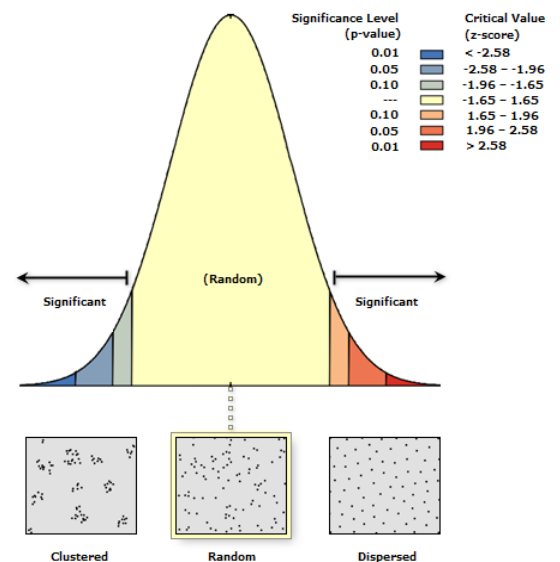 Significance Level Critical Value
(p-value) (z-score)
0.01 < -2.58
0.05 -2.58 – -1.96
0.10 -1.96 – -1.65
--- -1.65 – 1.65
0.10 1.65 – 1.96
0.05 1.96 – 2.58
0.01 > 2.58
(Random)
Significant Significant
Clustered Random Dispersed